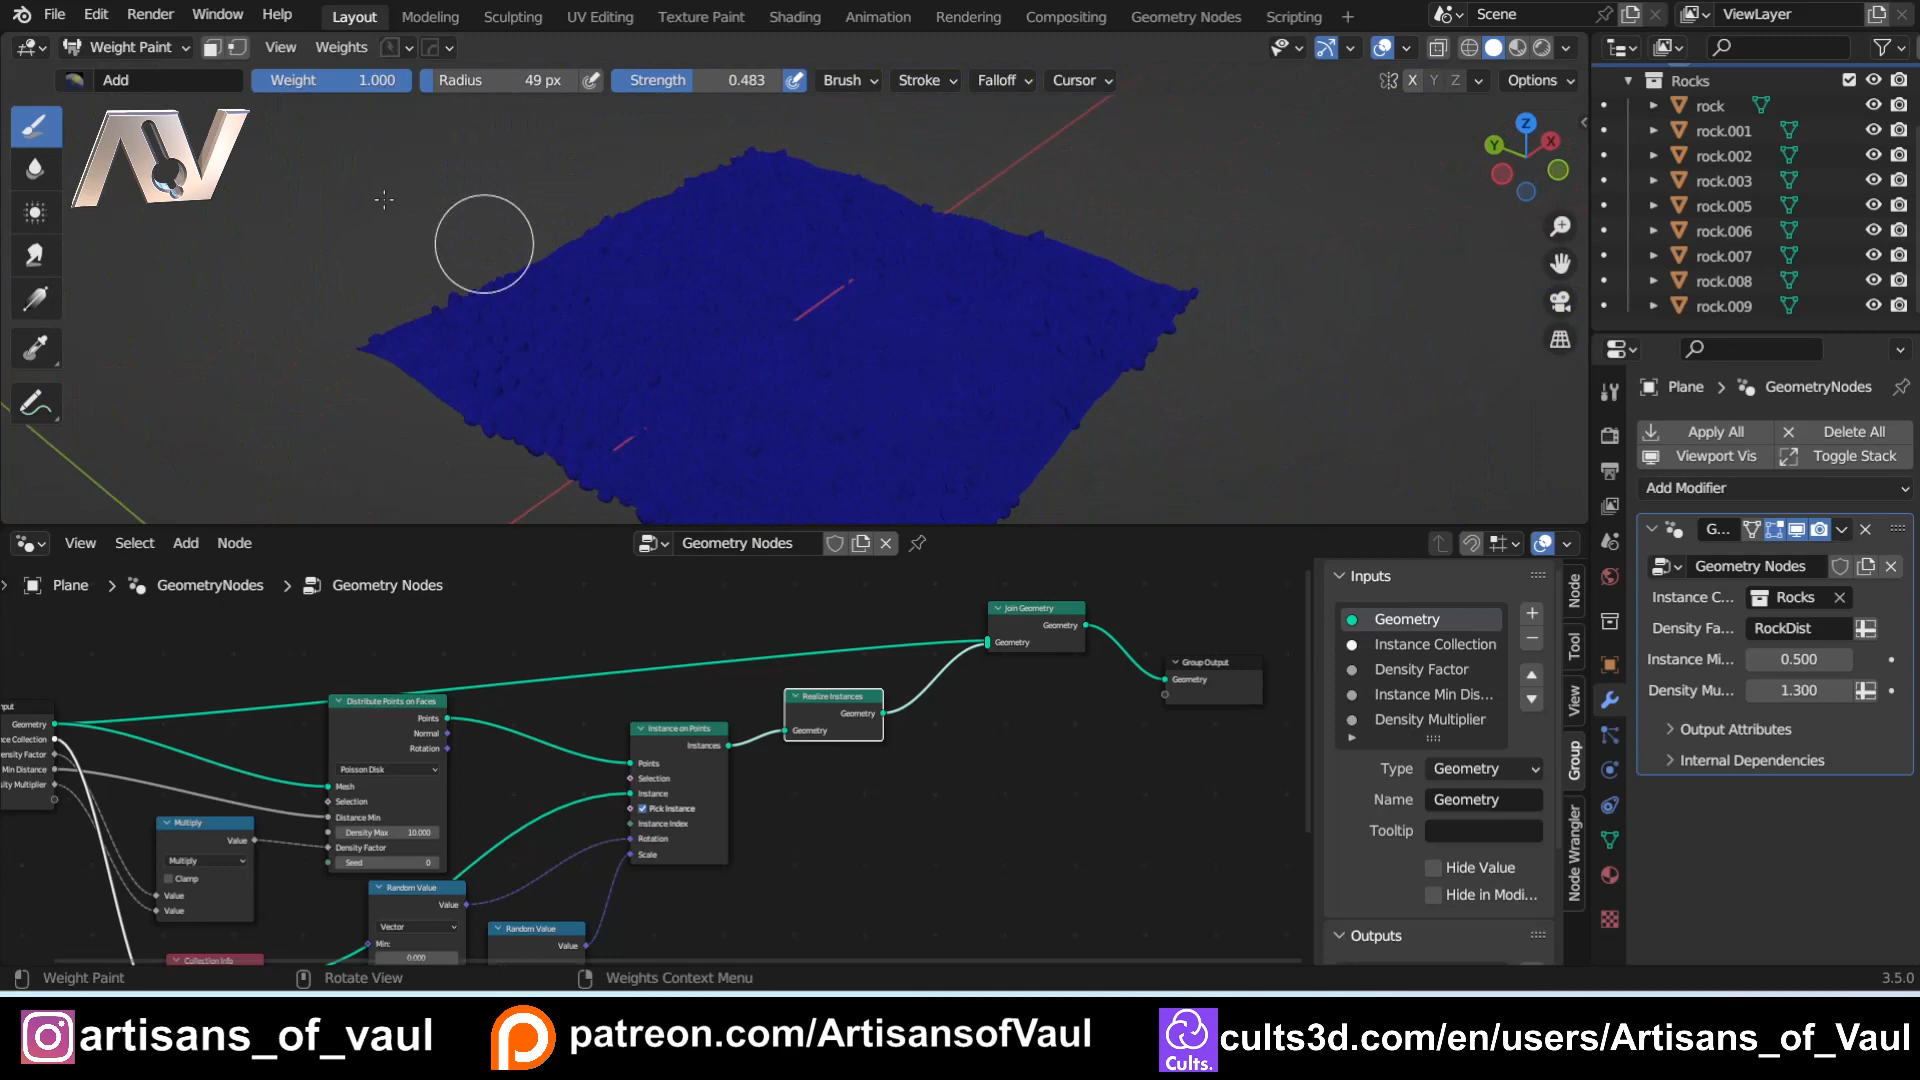 File Edit Render Window Help Layout Modeling Sculpting UV Editing Texture Paint Shading Animation Rendering Compositing Geometry Nodes Scripting Scene ViewLayer
Weight Paint View Weights
Add Weight 1.000 Radius 49 px Strength 0.483 Brush Stroke Falloff Cursor X Y Z Options
Rocks
rock
rock.001
rock.002
rock.003
rock.005
rock.006
rock.007
rock.008
rock.009
AV
Z
Y X
Plane GeometryNodes
Apply All Delete All
Viewport Vis Toggle Stack
Add Modifier
G...
Geometry Nodes
Instance C... Rocks
Density Fa... RockDist
Instance Mi... 0.500
Density Mu... 1.300
Output Attributes
Internal Dependencies
View Select Add Node Geometry Nodes
Plane GeometryNodes Geometry Nodes
Join Geometry
Geometry
Geometry
Group Output
Geometry
Realize Instances
Geometry
Geometry
Distribute Points on Faces
Points
Normal
Rotation
Poisson Disk
Mesh
Selection
Distance Min
Density Max 10.000
Density Factor
Seed 0
Instance on Points
Instances
Points
Selection
Instance
Pick Instance
Instance Index
Rotation
Scale
nput
Geometry
ce Collection
ensity Factor
Min Distance
ity Multiplier
Multiply
Value
Multiply
Clamp
Value
Value
Random Value
Value
Vector
Min:
0.000
Random Value
Value
Collection Info
Inputs
Geometry
Instance Collection
Density Factor
Instance Min Dis...
Density Multiplier
Type Geometry
Name Geometry
Tooltip
Hide Value
Hide in Modi...
Outputs
Node
Tool
View
Group
Node Wrangler
Weight Paint Rotate View Weights Context Menu 3.5.0
artisans_of_vaul patreon.com/ArtisansofVaul Cults. cults3d.com/en/users/Artisans_of_Vaul